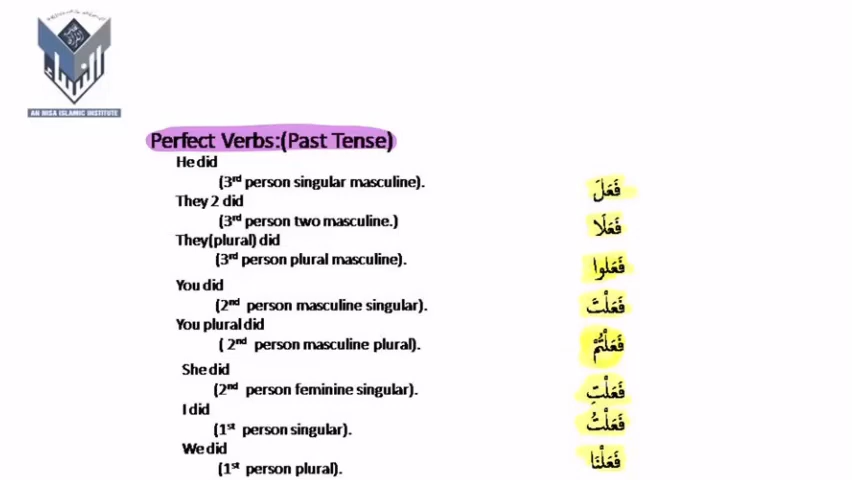 النساء
AN NISA ISLAMIC INSTITUTE
Perfect Verbs:(Past Tense)
He did
(3rd person singular masculine). فَعَلَ
They 2 did
(3rd person two masculine.) فَعَلَا
They(plural) did
(3rd person plural masculine). فَعَلوا
You did
(2nd person masculine singular). فَعَلْتَ
You plural did
( 2nd person masculine plural). فَعَلْتُمْ
She did
(2nd person feminine singular). فَعَلْتِ
I did
(1st person singular). فَعَلْتُ
We did
(1st person plural). فَعَلْنَا